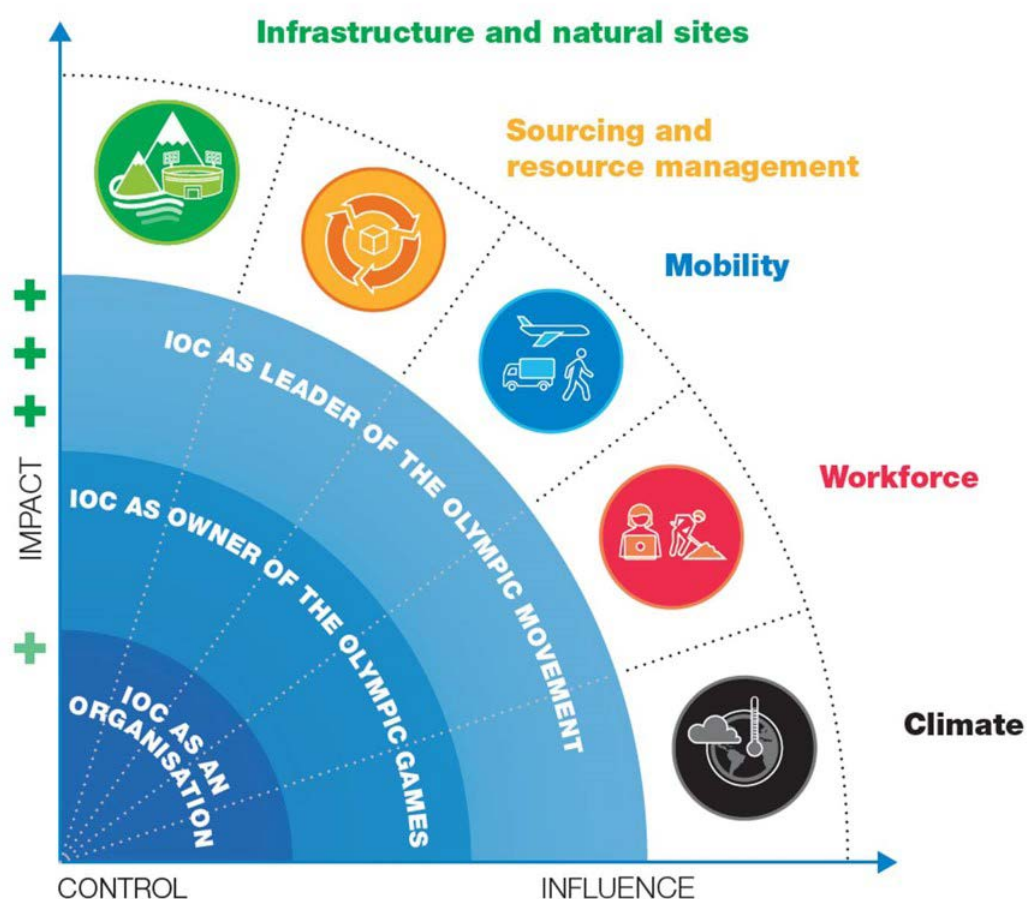 Infrastructure and natural sites
Sourcing and
resource management
Mobility
Workforce
Climate
+
+
+
IMPACT
+
IOC AS LEADER OF THE OLYMPIC MOVEMENT
IOC AS OWNER OF THE OLYMPIC GAMES
IOC AS AN
ORGANISATION
CONTROL
INFLUENCE